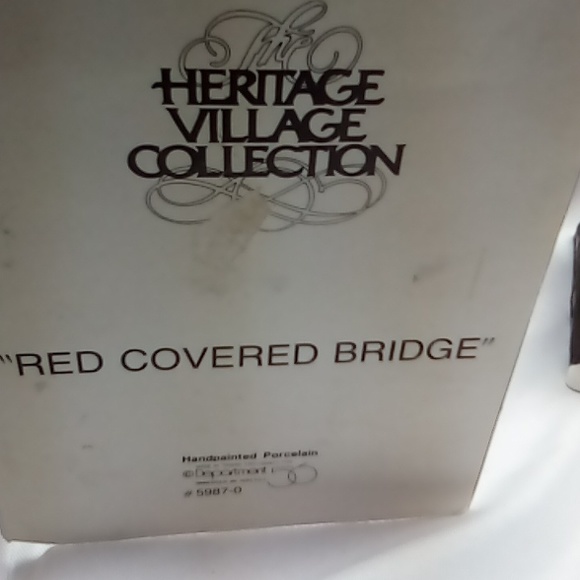 The
HERITAGE
VILLAGE
COLLECTION
"RED COVERED BRIDGE"
Handpainted Porcelain
© Department 56
# 5987-0